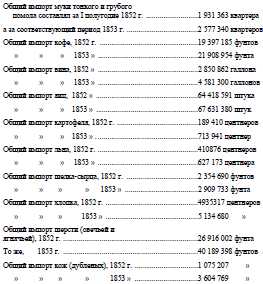 Общий импорт муки тонкого и грубого
помола составлял за I полугодие 1852 г. ..........1 931 363 квартера
а за соответствующий период 1853 г. ..........2 577 340 квартеров
Общий импорт кофе, 1852 г. ..........19 397 185 фунтов
» » » 1853 » ..........21 908 954 фунта
Общий импорт вина, 1852 » ..........2 850 862 галлона
» » » 1853 » ..........4 581 300 галлонов
Общий импорт яиц, 1852 » ..........64 418 591 штука
» » » 1853 » ..........67 631 380 штук
Общий импорт картофеля, 1852 г. ..........189 410 центнеров
» » » 1853 » ..........713 941 центнер
Общий импорт льна, 1852 г. ..........410876 центнеров
» » » 1853 » ..........627 173 центнера
Общий импорт шелка-сырца, 1852 г. ..........2 354 690 фунтов
» » » » 1853 » ..........2 909 733 фунта
Общий импорт хлопка, 1852 г. ..........4935317 центнеров
» » » 1853 » ..........5 134 680 »
Общий импорт шерсти (овечьей и
ягнячьей), 1852 г. ..........26 916 002 фунта
То же, 1853 г. ..........40 189 398 фунтов
Общий импорт кож (дубленых), 1852 г. ..........1 075 207 »
» » » » 1853 » ..........3 604 769 »